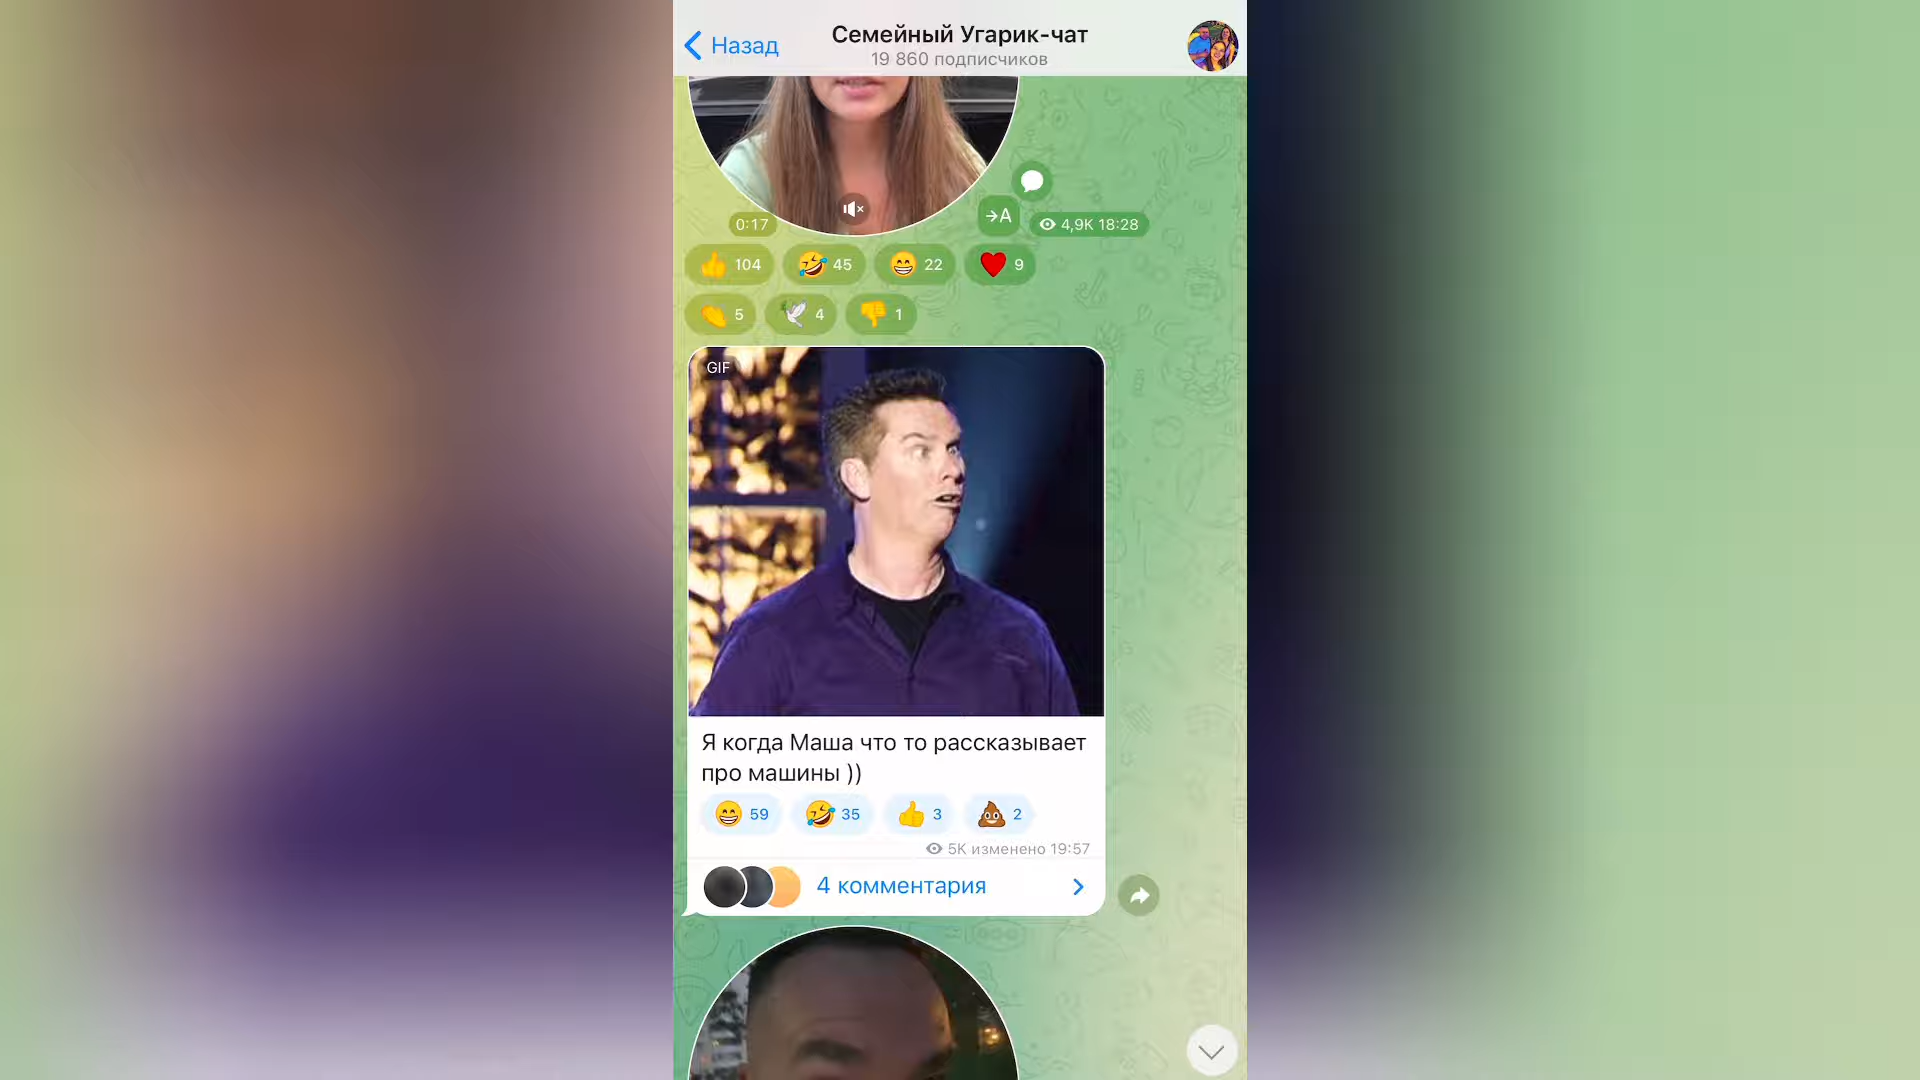 Назад
Семейный Угарик-чат
19 860 подписчиков
0:17
→A
4,9K 18:28
104
45
22
9
5
4
1
GIF
Я когда Маша что то рассказывает
про машины ))
59
35
3
2
5K изменено 19:57
4 комментария